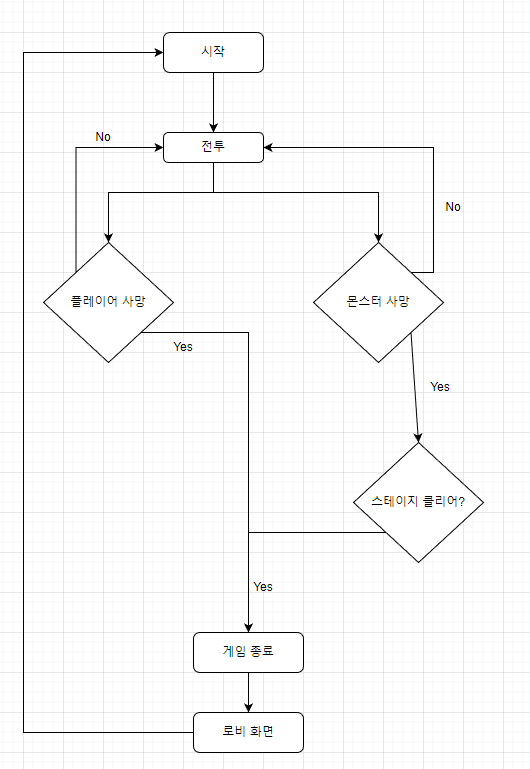 시작
No
전투
No
플레이어 사망
몬스터 사망
Yes
Yes
스테이지 클리어?
Yes
게임 종료
로비 화면